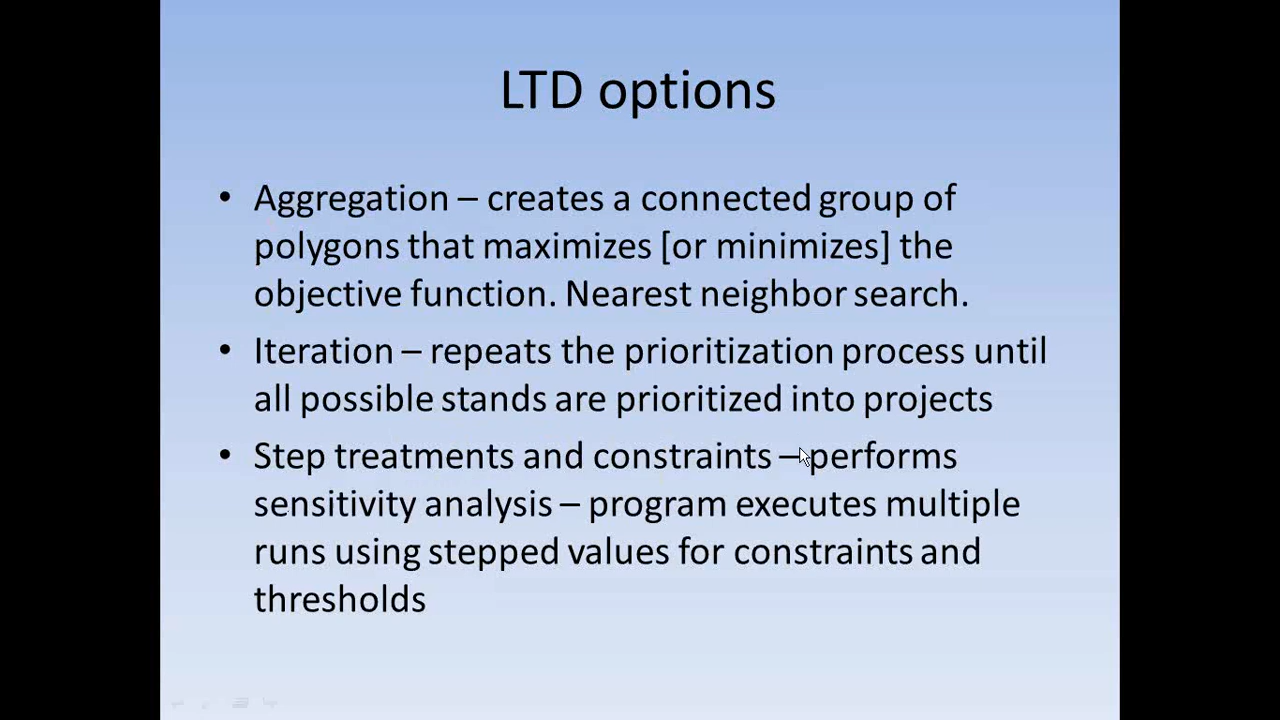 LTD options
• Aggregation – creates a connected group of
polygons that maximizes [or minimizes] the
objective function. Nearest neighbor search.
• Iteration – repeats the prioritization process until
all possible stands are prioritized into projects
• Step treatments and constraints – performs
sensitivity analysis – program executes multiple
runs using stepped values for constraints and
thresholds